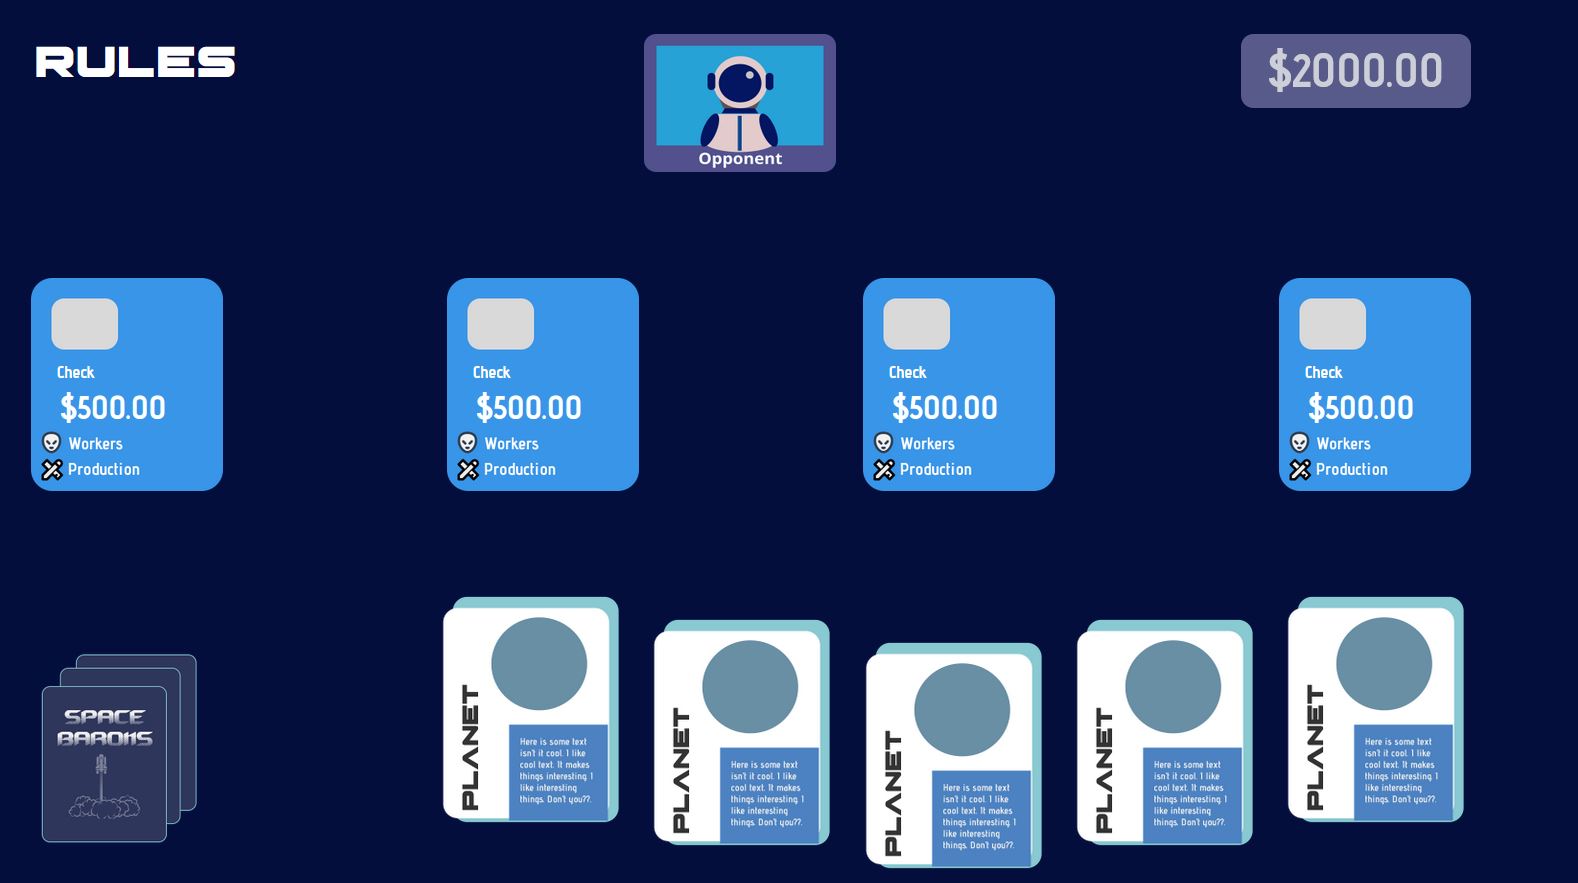 RULES
Opponent
$2000.00
Check
$500.00
Workers
Production
Check
$500.00
Workers
Production
Check
$500.00
Workers
Production
Check
$500.00
Workers
Production
SPACE
BARONS
PLANET
Here is some text
isn't it cool. I like
cool text. It makes
things interesting. I
like interesting
things. Don't you??.
PLANET
Here is some text
isn't it cool. I like
cool text. It makes
things interesting. I
like interesting
things. Don't you??.
PLANET
Here is some text
isn't it cool. I like
cool text. It makes
things interesting. I
like interesting
things. Don't you??.
PLANET
Here is some text
isn't it cool. I like
cool text. It makes
things interesting. I
like interesting
things. Don't you??.
PLANET
Here is some text
isn't it cool. I like
cool text. It makes
things interesting. I
like interesting
things. Don't you??.